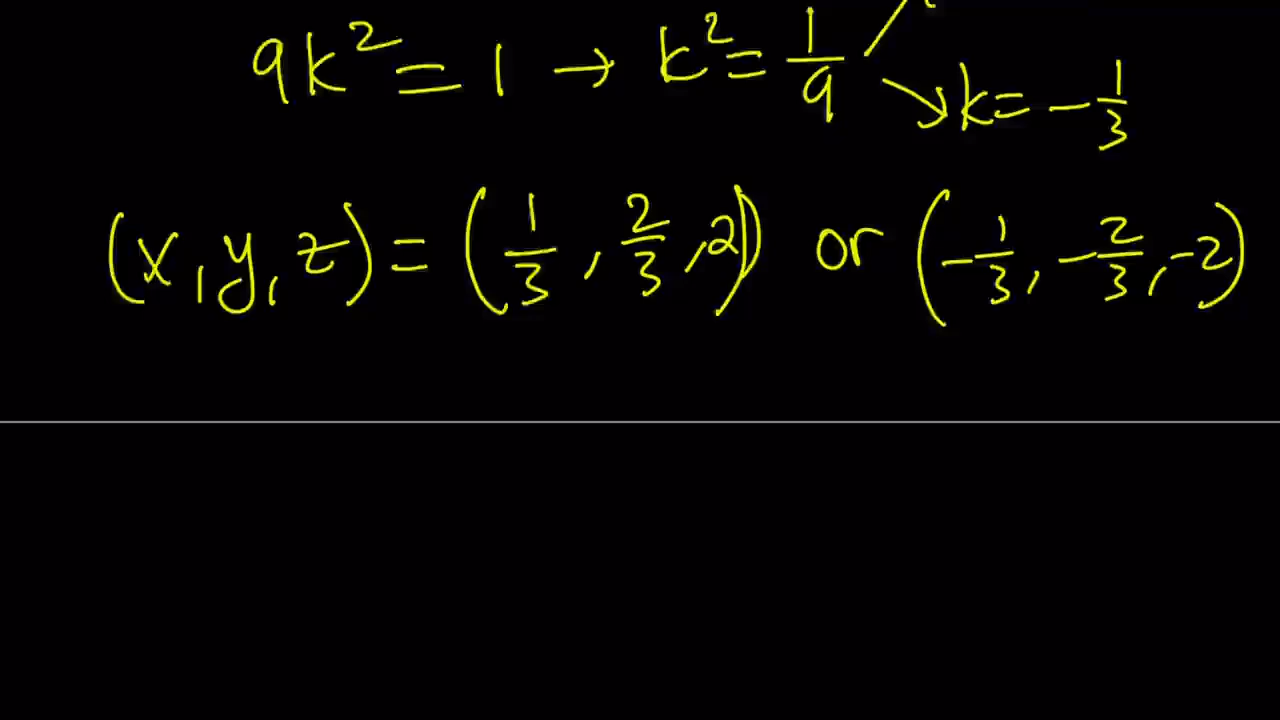 9k² = 1 → k² = 1/9 ↘ k = -1/3
(x, y, z) = (1/3, 2/3, 2) or (-1/3, -2/3, -2)